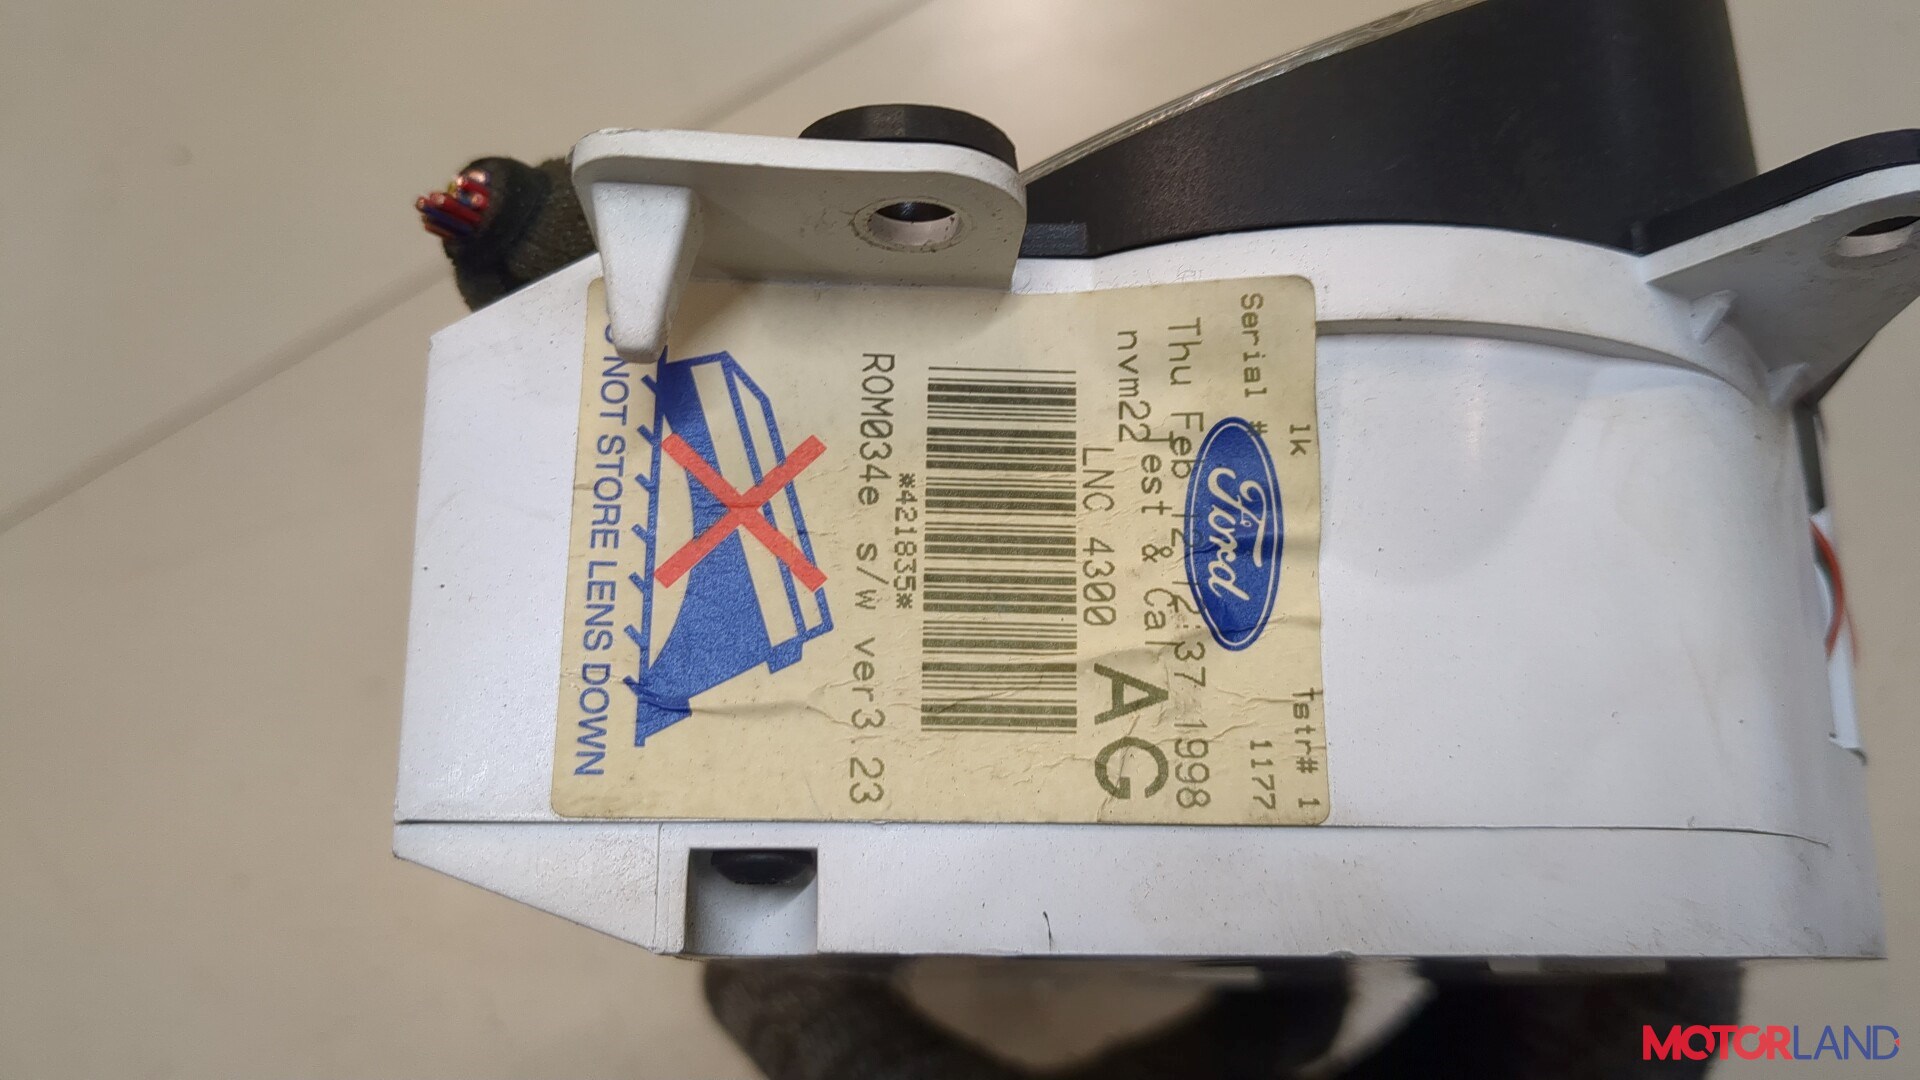 lk tstr# 1
Serial # 1177
Ford
Thu Feb 12 12:37 1998
nvm22 Test & Cal
LNC 4300 AG
*421835*
ROM034e s/w ver3.23
NOT STORE LENS DOWN
MOTORLAND